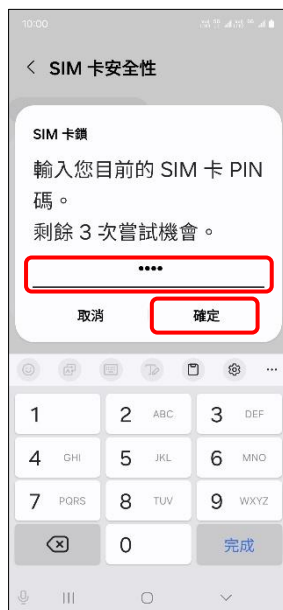 10:00
SIM 卡安全性
SIM 卡鎖
輸入您目前的 SIM 卡 PIN
碼。
剩餘 3 次嘗試機會。
••••
取消 確定
1 2 ABC 3 DEF
4 GHI 5 JKL 6 MNO
7 PQRS 8 TUV 9 WXYZ
0 完成